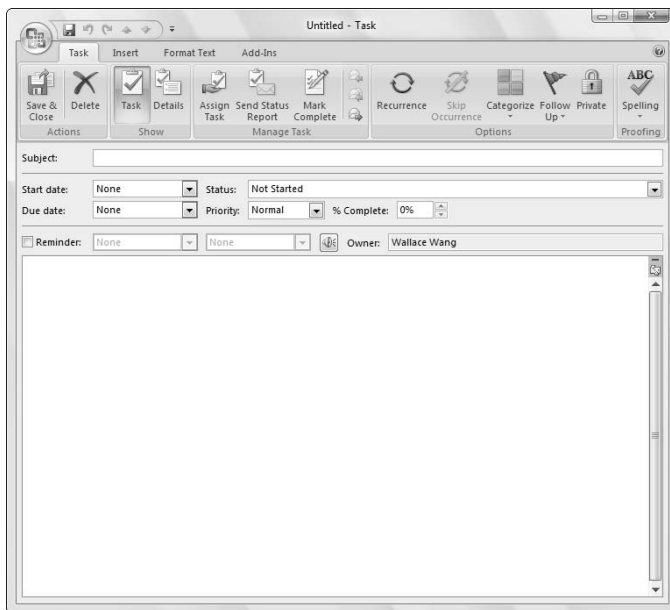 Untitled - Task
Task Insert Format Text Add-Ins
Save & Close Delete Task Details Assign Task Send Status Report Mark Complete Recurrence Skip Occurrence Categorize Follow Up Private ABC Spelling
Actions Show Manage Task Options Proofing
Subject:
Start date: None Status: Not Started
Due date: None Priority: Normal % Complete: 0%
Reminder: None None Owner: Wallace Wang